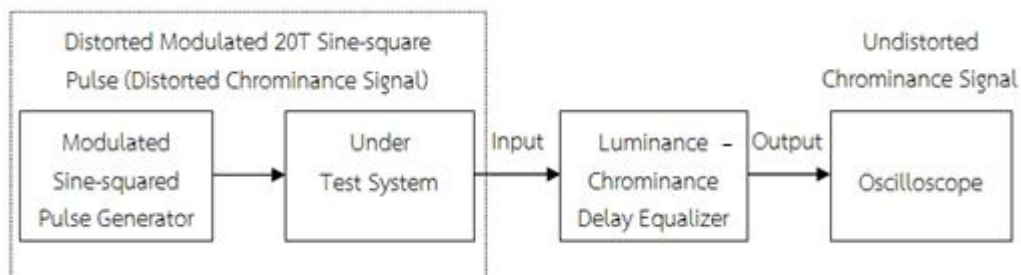 Distorted Modulated 20T Sine-square
Pulse (Distorted Chrominance Signal)
Undistorted
Chrominance Signal
Modulated
Sine-squared
Pulse Generator
Under
Test System
Input
Luminance –
Chrominance
Delay Equalizer
Output
Oscilloscope